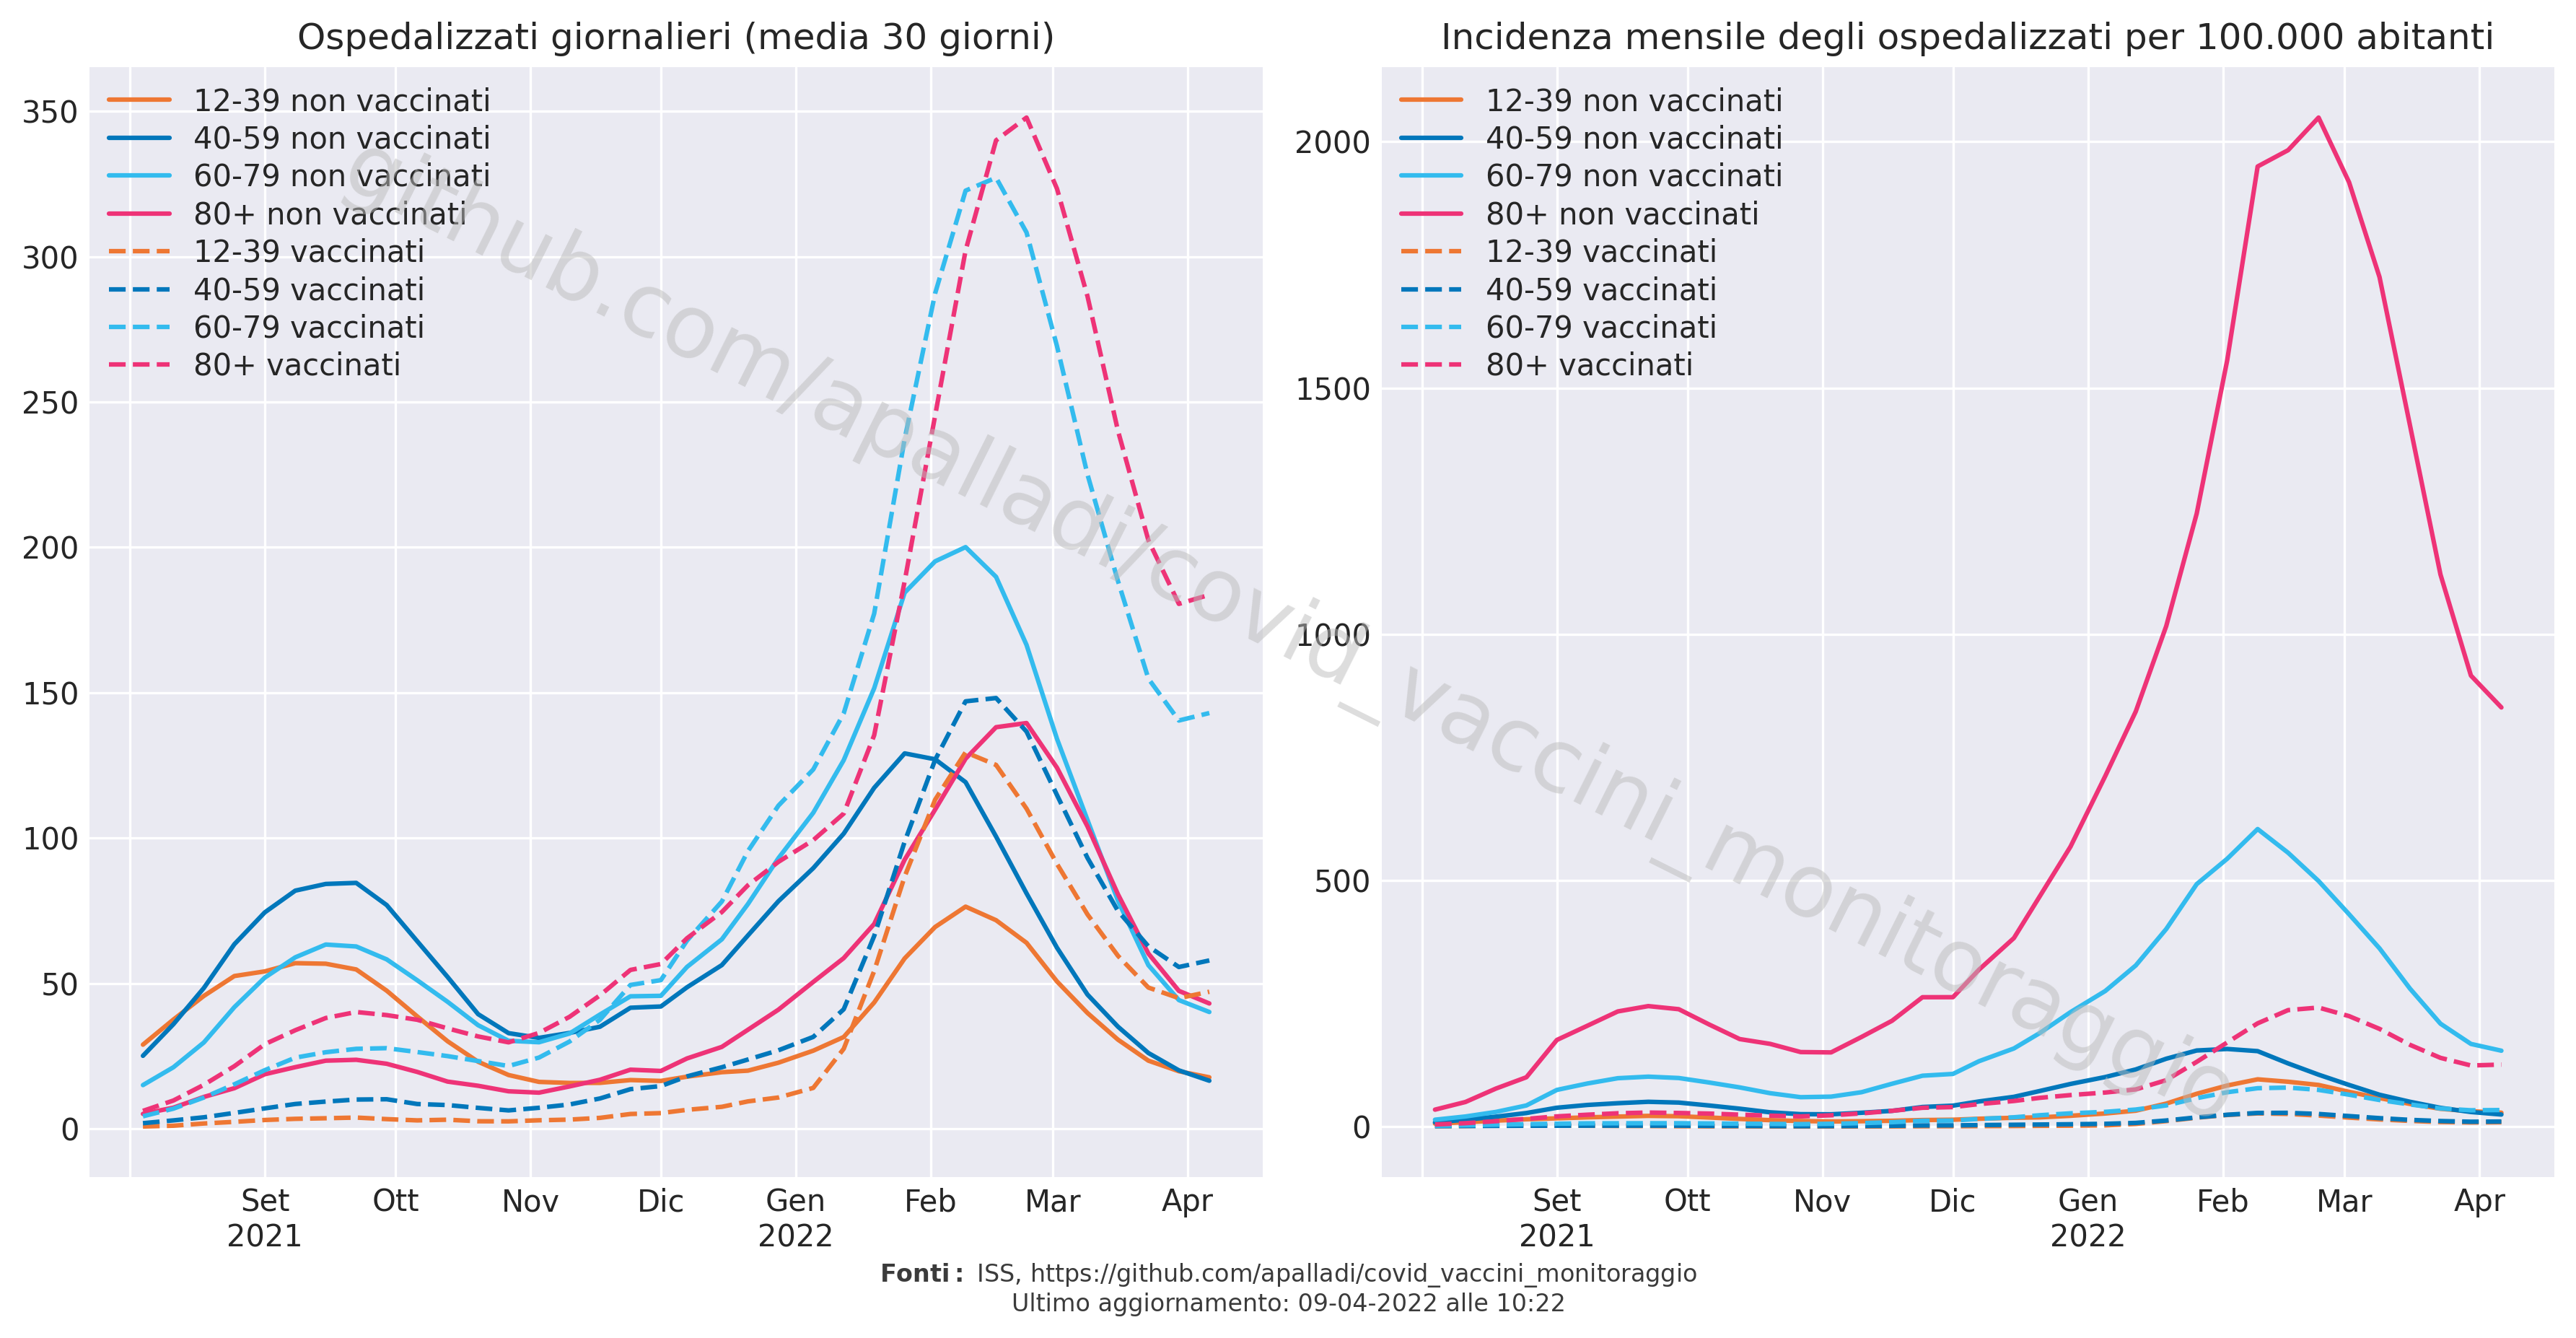 Ospedalizzati giornalieri (media 30 giorni)
350
300
250
200
150
100
50
0
12-39 non vaccinati
40-59 non vaccinati
60-79 non vaccinati
80+ non vaccinati
12-39 vaccinati
40-59 vaccinati
60-79 vaccinati
80+ vaccinati
Set Ott Nov Dic Gen Feb Mar Apr
2021 2022
Incidenza mensile degli ospedalizzati per 100.000 abitanti
2000
1500
1000
500
0
12-39 non vaccinati
40-59 non vaccinati
60-79 non vaccinati
80+ non vaccinati
12-39 vaccinati
40-59 vaccinati
60-79 vaccinati
80+ vaccinati
Set Ott Nov Dic Gen Feb Mar Apr
2021 2022
github.com/apalladi/covid_vaccini_monitoraggio
Fonti: ISS, https://github.com/apalladi/covid_vaccini_monitoraggio
Ultimo aggiornamento: 09-04-2022 alle 10:22